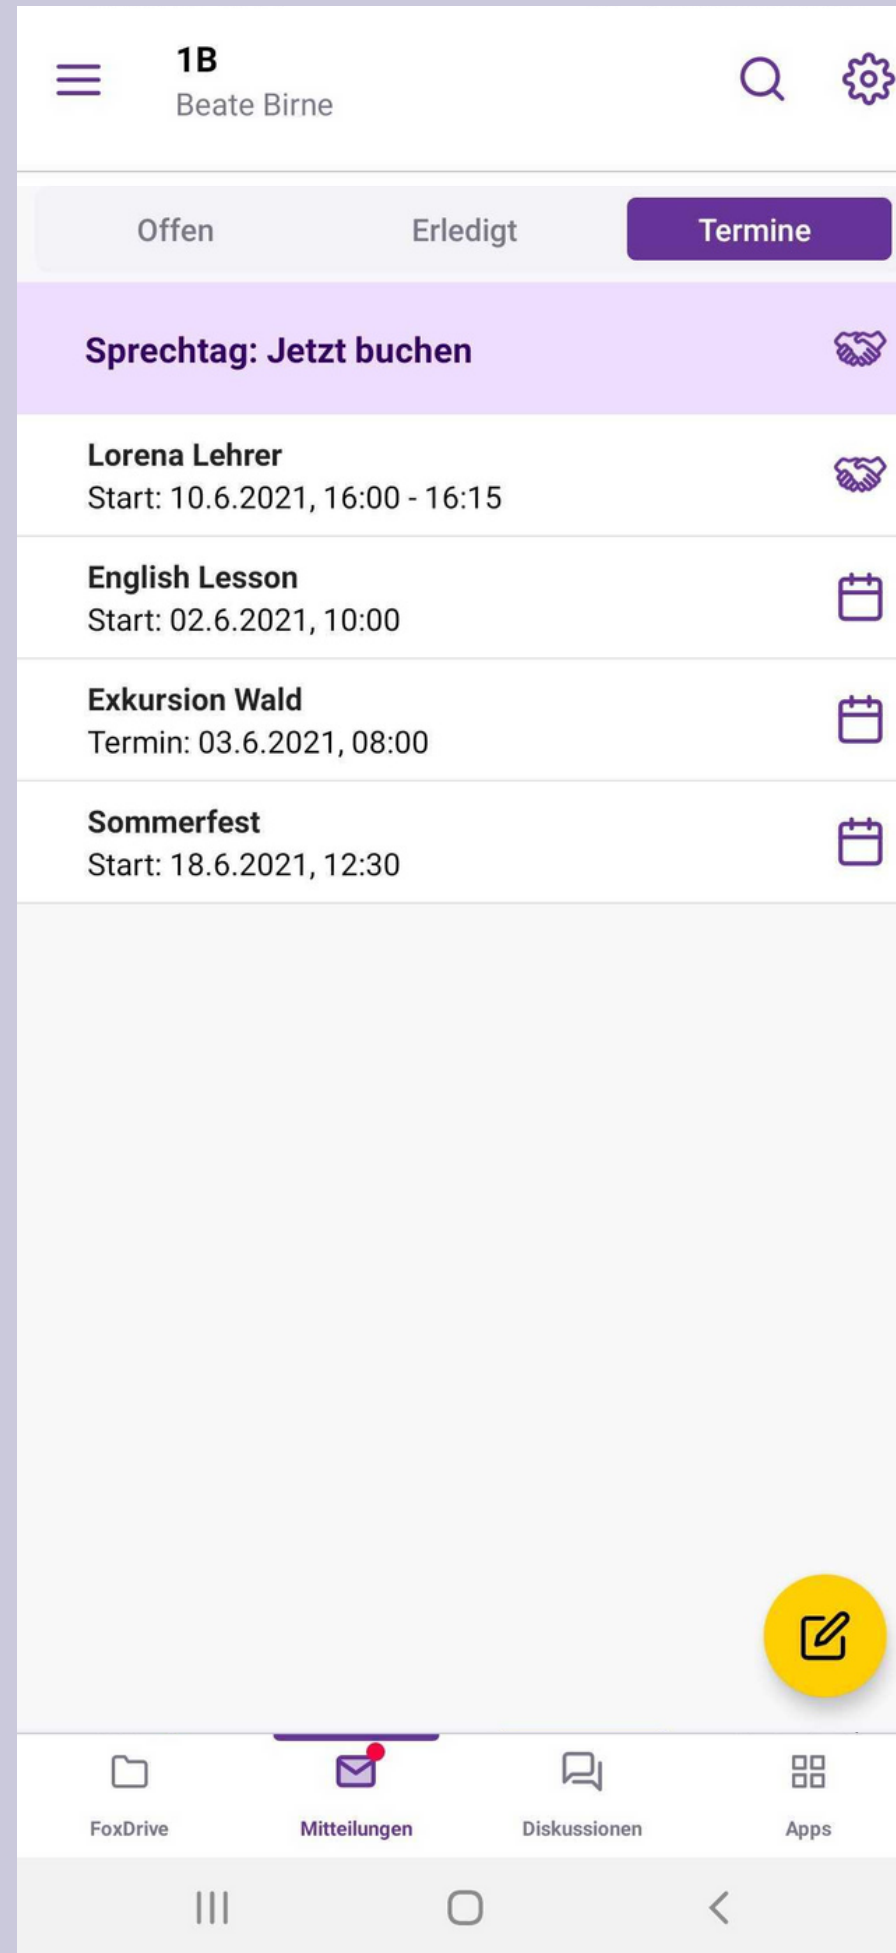 1B
Beate Birne
Offen Erledigt Termine
Sprechtag: Jetzt buchen
Lorena Lehrer
Start: 10.6.2021, 16:00 - 16:15
English Lesson
Start: 02.6.2021, 10:00
Exkursion Wald
Termin: 03.6.2021, 08:00
Sommerfest
Start: 18.6.2021, 12:30
FoxDrive Mitteilungen Diskussionen Apps